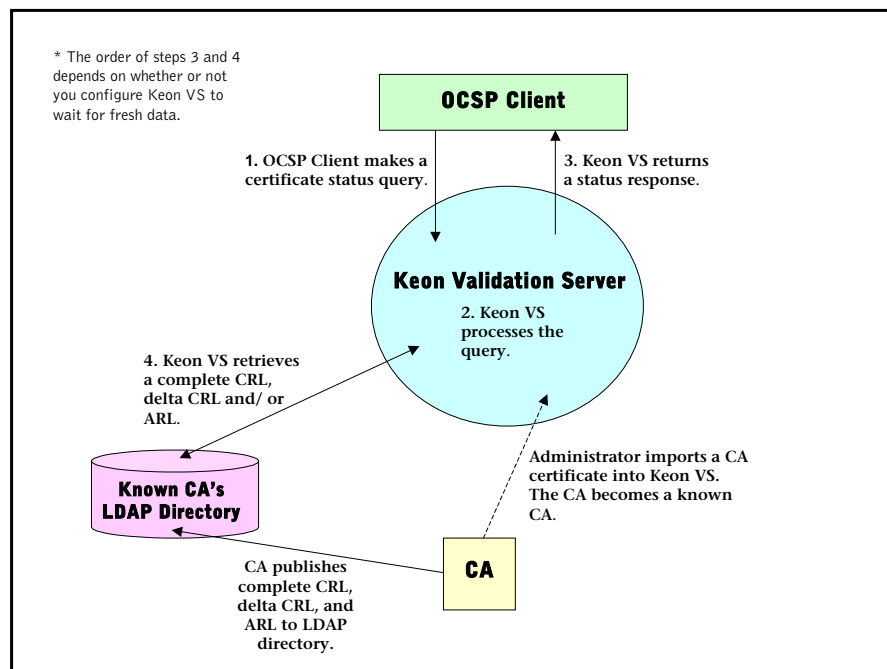 * The order of steps 3 and 4
depends on whether or not
you configure Keon VS to
wait for fresh data.
OCSP Client
1. OCSP Client makes a
certificate status query.
3. Keon VS returns
a status response.
Keon Validation Server
2. Keon VS
processes the
query.
4. Keon VS retrieves
a complete CRL,
delta CRL and/ or
ARL.
Administrator imports a CA
certificate into Keon VS.
The CA becomes a known
CA.
Known CA's
LDAP Directory
CA
CA publishes
complete CRL,
delta CRL, and
ARL to LDAP
directory.